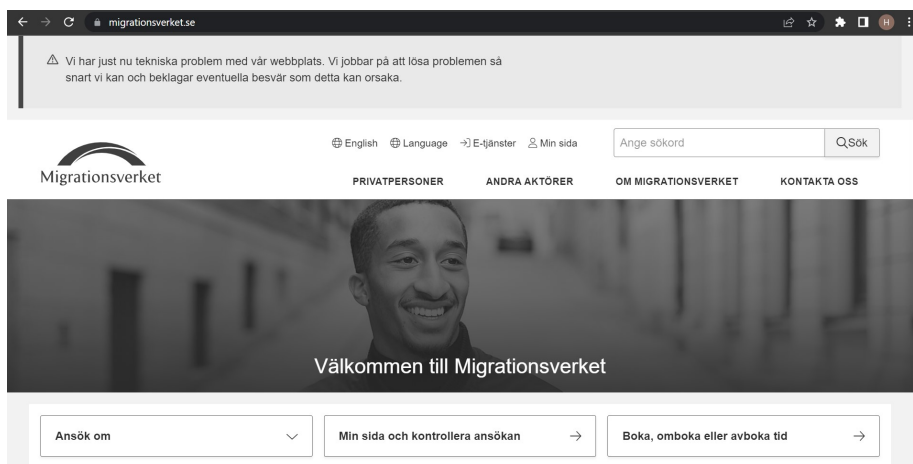 migrationsverket.se
H
Vi har just nu tekniska problem med vår webbplats. Vi jobbar på att lösa problemen så
snart vi kan och beklagar eventuella besvär som detta kan orsaka.
English Language E-tjänster Min sida Ange sökord Sök
Migrationsverket
PRIVATPERSONER ANDRA AKTÖRER OM MIGRATIONSVERKET KONTAKTA OSS
Välkommen till Migrationsverket
Ansök om Min sida och kontrollera ansökan Boka, omboka eller avboka tid